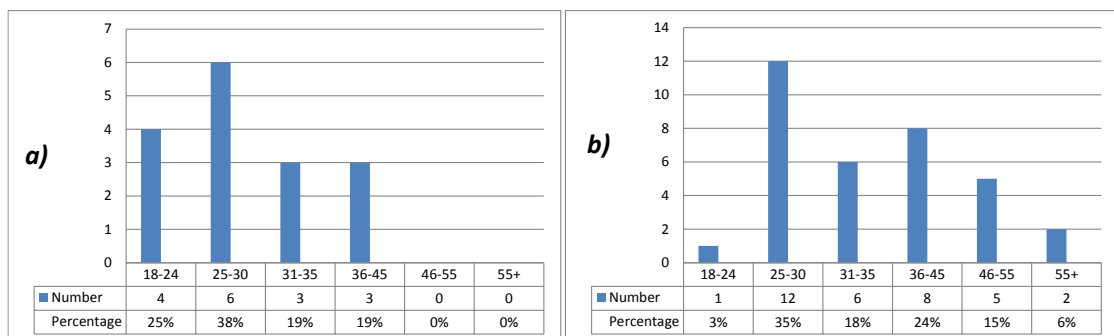 a)
7
6
5
4
3
2
1
0
18-24 25-30 31-35 36-45 46-55 55+
Number 4 6 3 3 0 0
Percentage 25% 38% 19% 19% 0% 0%
b)
14
12
10
8
6
4
2
0
18-24 25-30 31-35 36-45 46-55 55+
Number 1 12 6 8 5 2
Percentage 3% 35% 18% 24% 15% 6%